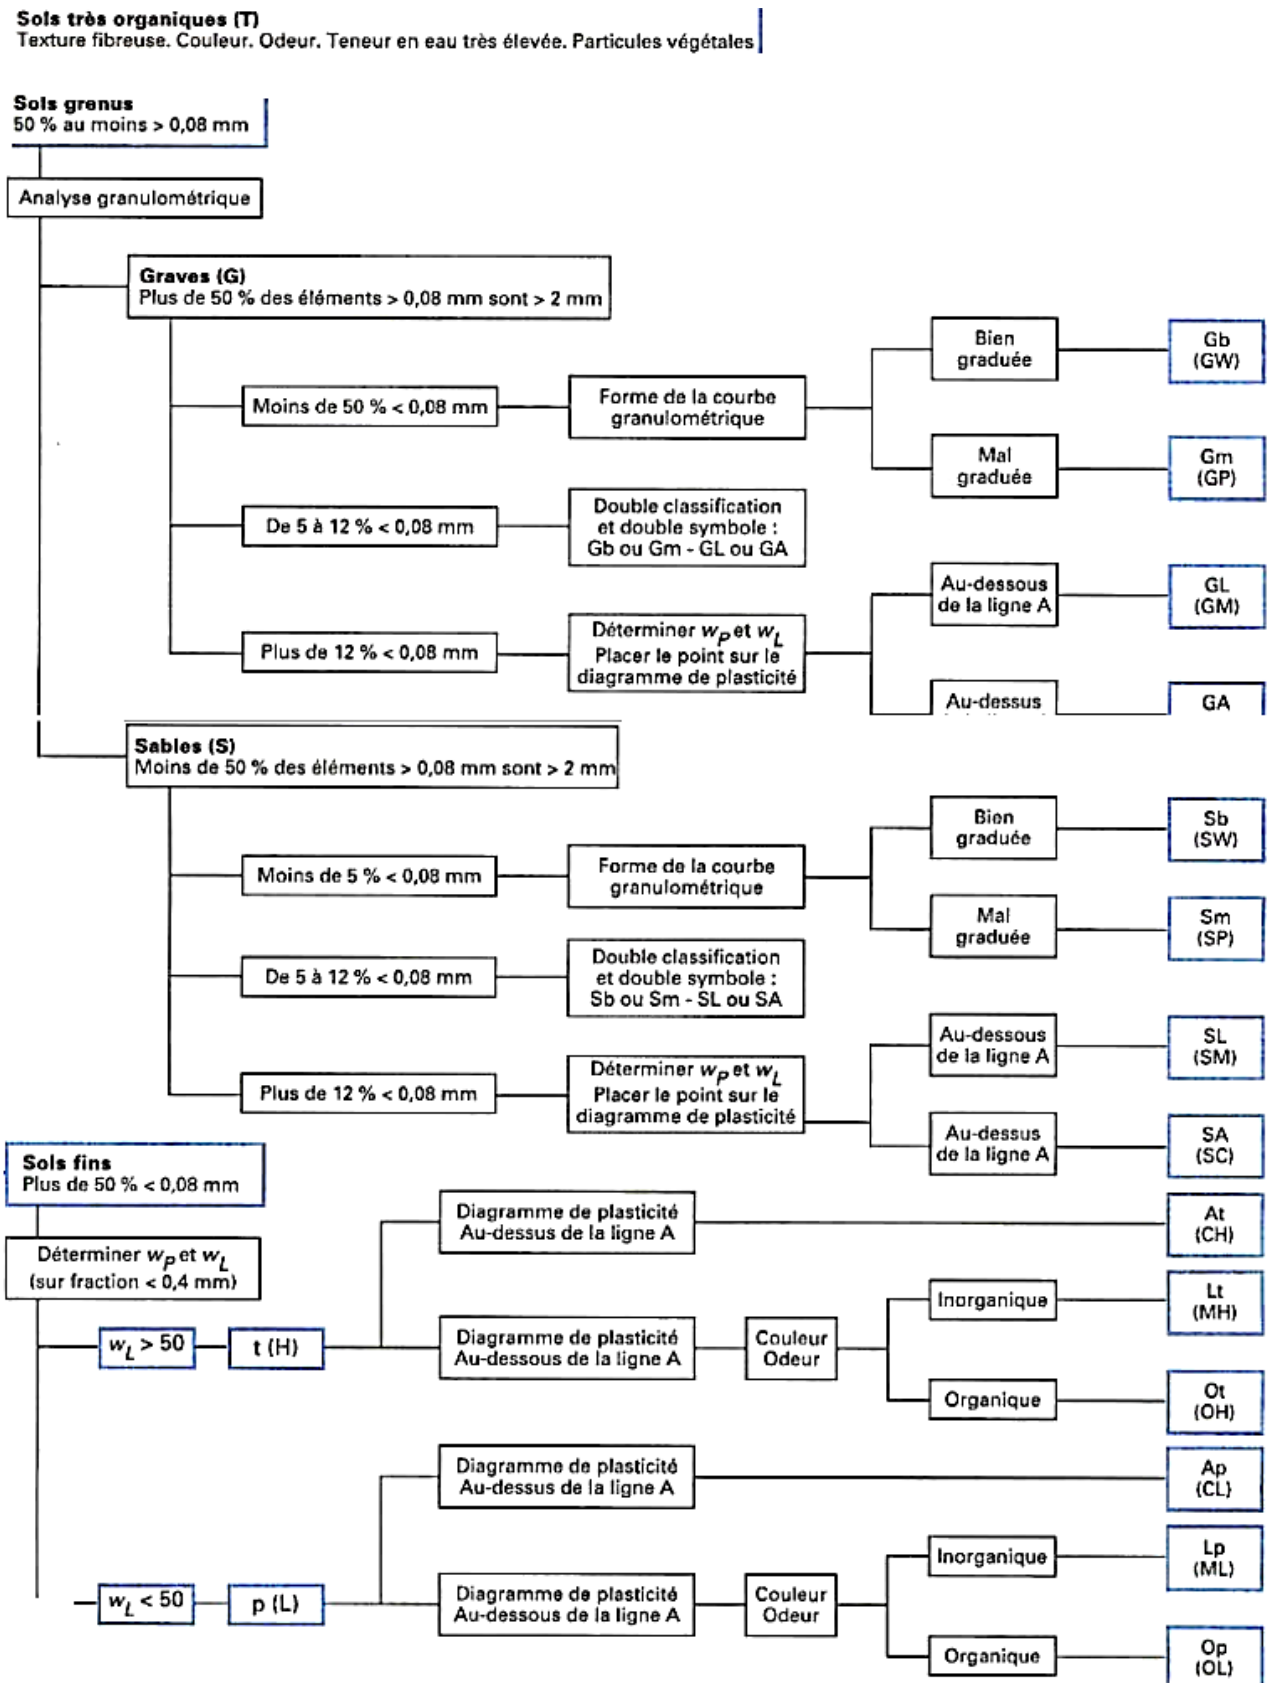 Sols très organiques (T)
Texture fibreuse. Couleur. Odeur. Teneur en eau très élevée. Particules végétales
Sols grenus
50 % au moins > 0,08 mm
Analyse granulométrique
Graves (G)
Plus de 50 % des éléments > 0,08 mm sont > 2 mm
Bien
graduée
Gb
(GW)
Moins de 50 % < 0,08 mm
Forme de la courbe
granulométrique
Mal
graduée
Gm
(GP)
De 5 à 12 % < 0,08 mm
Double classification
et double symbole :
Gb ou Gm - GL ou GA
Au-dessous
de la ligne A
GL
(GM)
Plus de 12 % < 0,08 mm
Déterminer wP et wL
Placer le point sur le
diagramme de plasticité
Au-dessus
GA
Sables (S)
Moins de 50 % des éléments > 0,08 mm sont > 2 mm
Bien
graduée
Sb
(SW)
Moins de 5 % < 0,08 mm
Forme de la courbe
granulométrique
Mal
graduée
Sm
(SP)
De 5 à 12 % < 0,08 mm
Double classification
et double symbole :
Sb ou Sm - SL ou SA
Au-dessous
de la ligne A
SL
(SM)
Plus de 12 % < 0,08 mm
Déterminer wP et wL
Placer le point sur le
diagramme de plasticité
Au-dessus
de la ligne A
SA
(SC)
Sols fins
Plus de 50 % < 0,08 mm
Déterminer wP et wL
(sur fraction < 0,4 mm)
Diagramme de plasticité
Au-dessus de la ligne A
At
(CH)
wL > 50
t (H)
Diagramme de plasticité
Au-dessous de la ligne A
Couleur
Odeur
Inorganique
Lt
(MH)
Organique
Ot
(OH)
Diagramme de plasticité
Au-dessus de la ligne A
Ap
(CL)
wL < 50
p (L)
Diagramme de plasticité
Au-dessous de la ligne A
Couleur
Odeur
Inorganique
Lp
(ML)
Organique
Op
(OL)